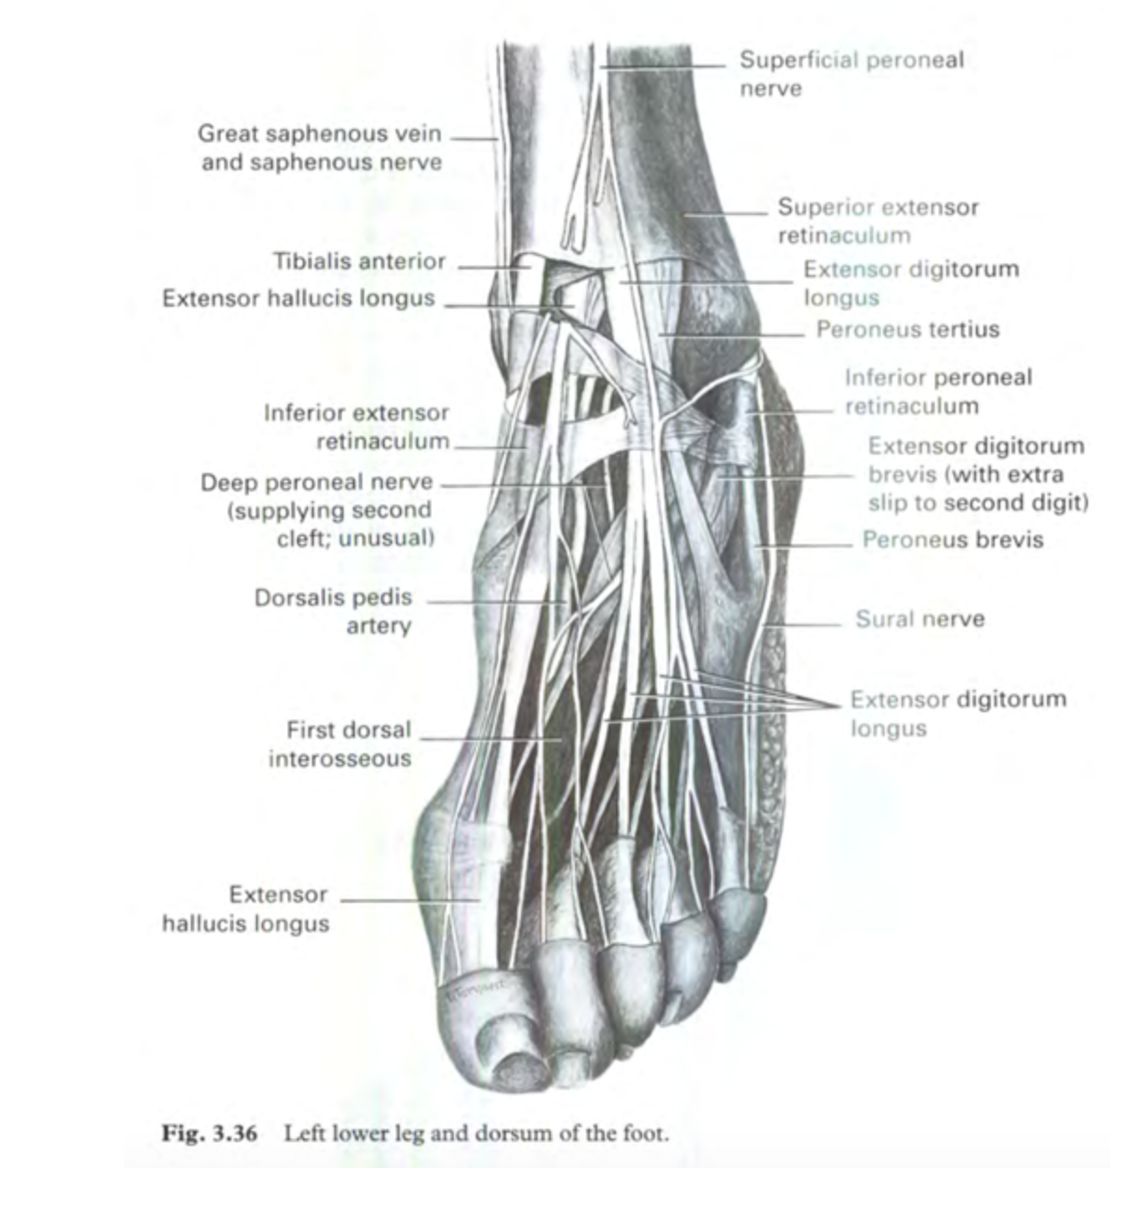 Superficial peroneal
nerve
Great saphenous vein
and saphenous nerve
Superior extensor
retinaculum
Tibialis anterior
Extensor digitorum
longus
Extensor hallucis longus
Peroneus tertius
Inferior peroneal
retinaculum
Inferior extensor
retinaculum
Extensor digitorum
brevis (with extra
slip to second digit)
Deep peroneal nerve
(supplying second
cleft; unusual)
Peroneus brevis
Dorsalis pedis
artery
Sural nerve
Extensor digitorum
longus
First dorsal
interosseous
Extensor
hallucis longus
Fig. 3.36 Left lower leg and dorsum of the foot.